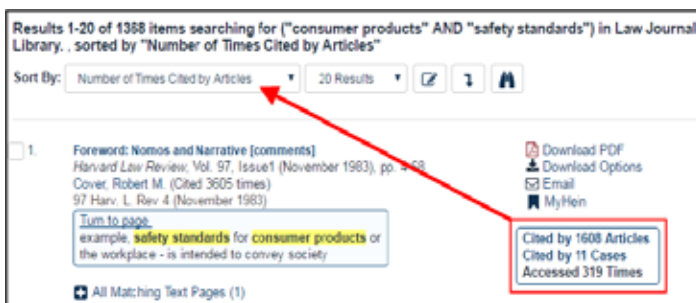 Results 1-20 of 1368 items searching for ("consumer products" AND "safety standards") in Law Journal
Library. , sorted by "Number of Times Cited by Articles"
Sort By: Number of Times Cited by Articles 20 Results
1. Foreword: Nomos and Narrative [comments]
Harvard Law Review, Vol. 97, Issue1 (November 1983), pp. 4-68
Cover, Robert M. (Cited 3605 times)
97 Harv. L. Rev 4 (November 1983)
Turn to page
example, safety standards for consumer products or
the workplace - is intended to convey society
All Matching Text Pages (1)
Download PDF
Download Options
Email
MyHein
Cited by 1608 Articles
Cited by 11 Cases
Accessed 319 Times